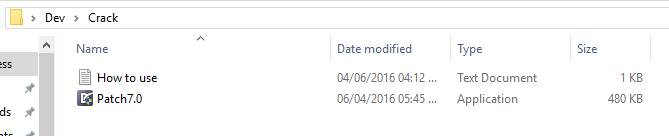 Dev > Crack
Name Date modified Type Size
ess
How to use 04/06/2016 04:12 ... Text Document 1 KB
Patch7.0 06/04/2016 05:45 ... Application 480 KB
ds